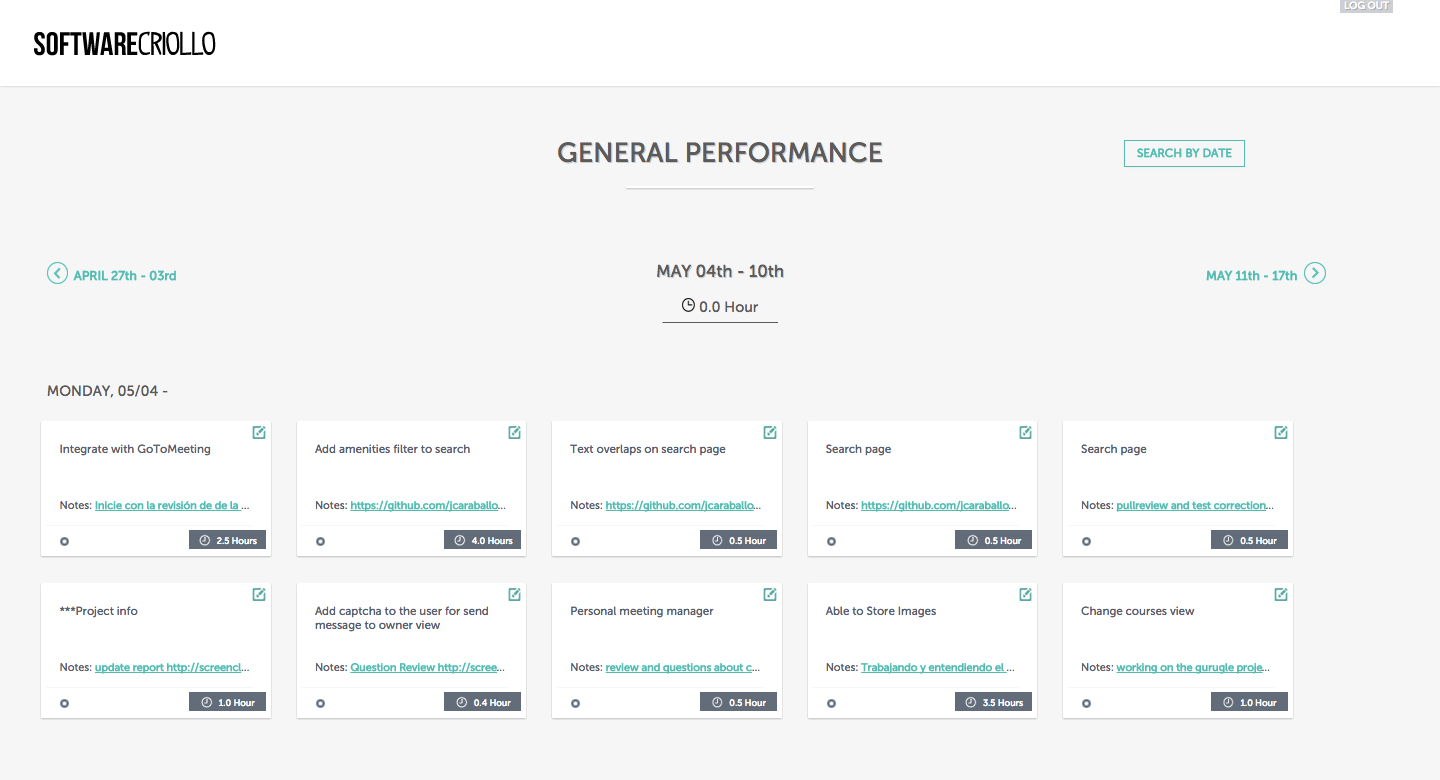 LOG OUT
SOFTWARECRIOLLO
GENERAL PERFORMANCE
SEARCH BY DATE
APRIL 27th - 03rd
MAY 04th - 10th
MAY 11th - 17th
0.0 Hour
MONDAY, 05/04 -
Integrate with GoToMeeting
Notes: Inicie con la revisión de de la ...
2.5 Hours
Add amenities filter to search
Notes: https://github.com/jcaraballo...
4.0 Hours
Text overlaps on search page
Notes: https://github.com/jcaraballo...
0.5 Hour
Search page
Notes: https://github.com/jcaraballo...
0.5 Hour
Search page
Notes: pullreview and test correction...
0.5 Hour
***Project info
Notes: update report http://screencl...
1.0 Hour
Add captcha to the user for send
message to owner view
Notes: Question Review http://scree...
0.4 Hour
Personal meeting manager
Notes: review and questions about c...
0.5 Hour
Able to Store Images
Notes: Trabajando y entendiendo el ...
3.5 Hours
Change courses view
Notes: working on the gurugle proje...
1.0 Hour